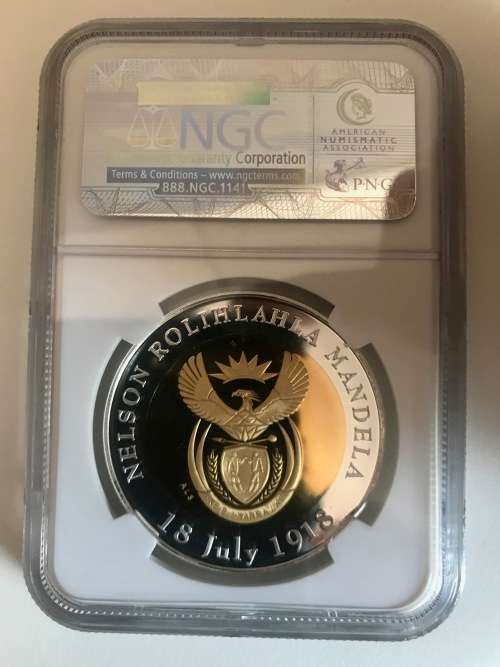 NGC
Guaranty Corporation
Terms & Conditions – www.ngcterms.com
888.NGC.1141
AMERICAN
NUMISMATIC
ASSOCIATION
PNG
NELSON ROLIHLAHLA MANDELA
A.S
18 July 1918